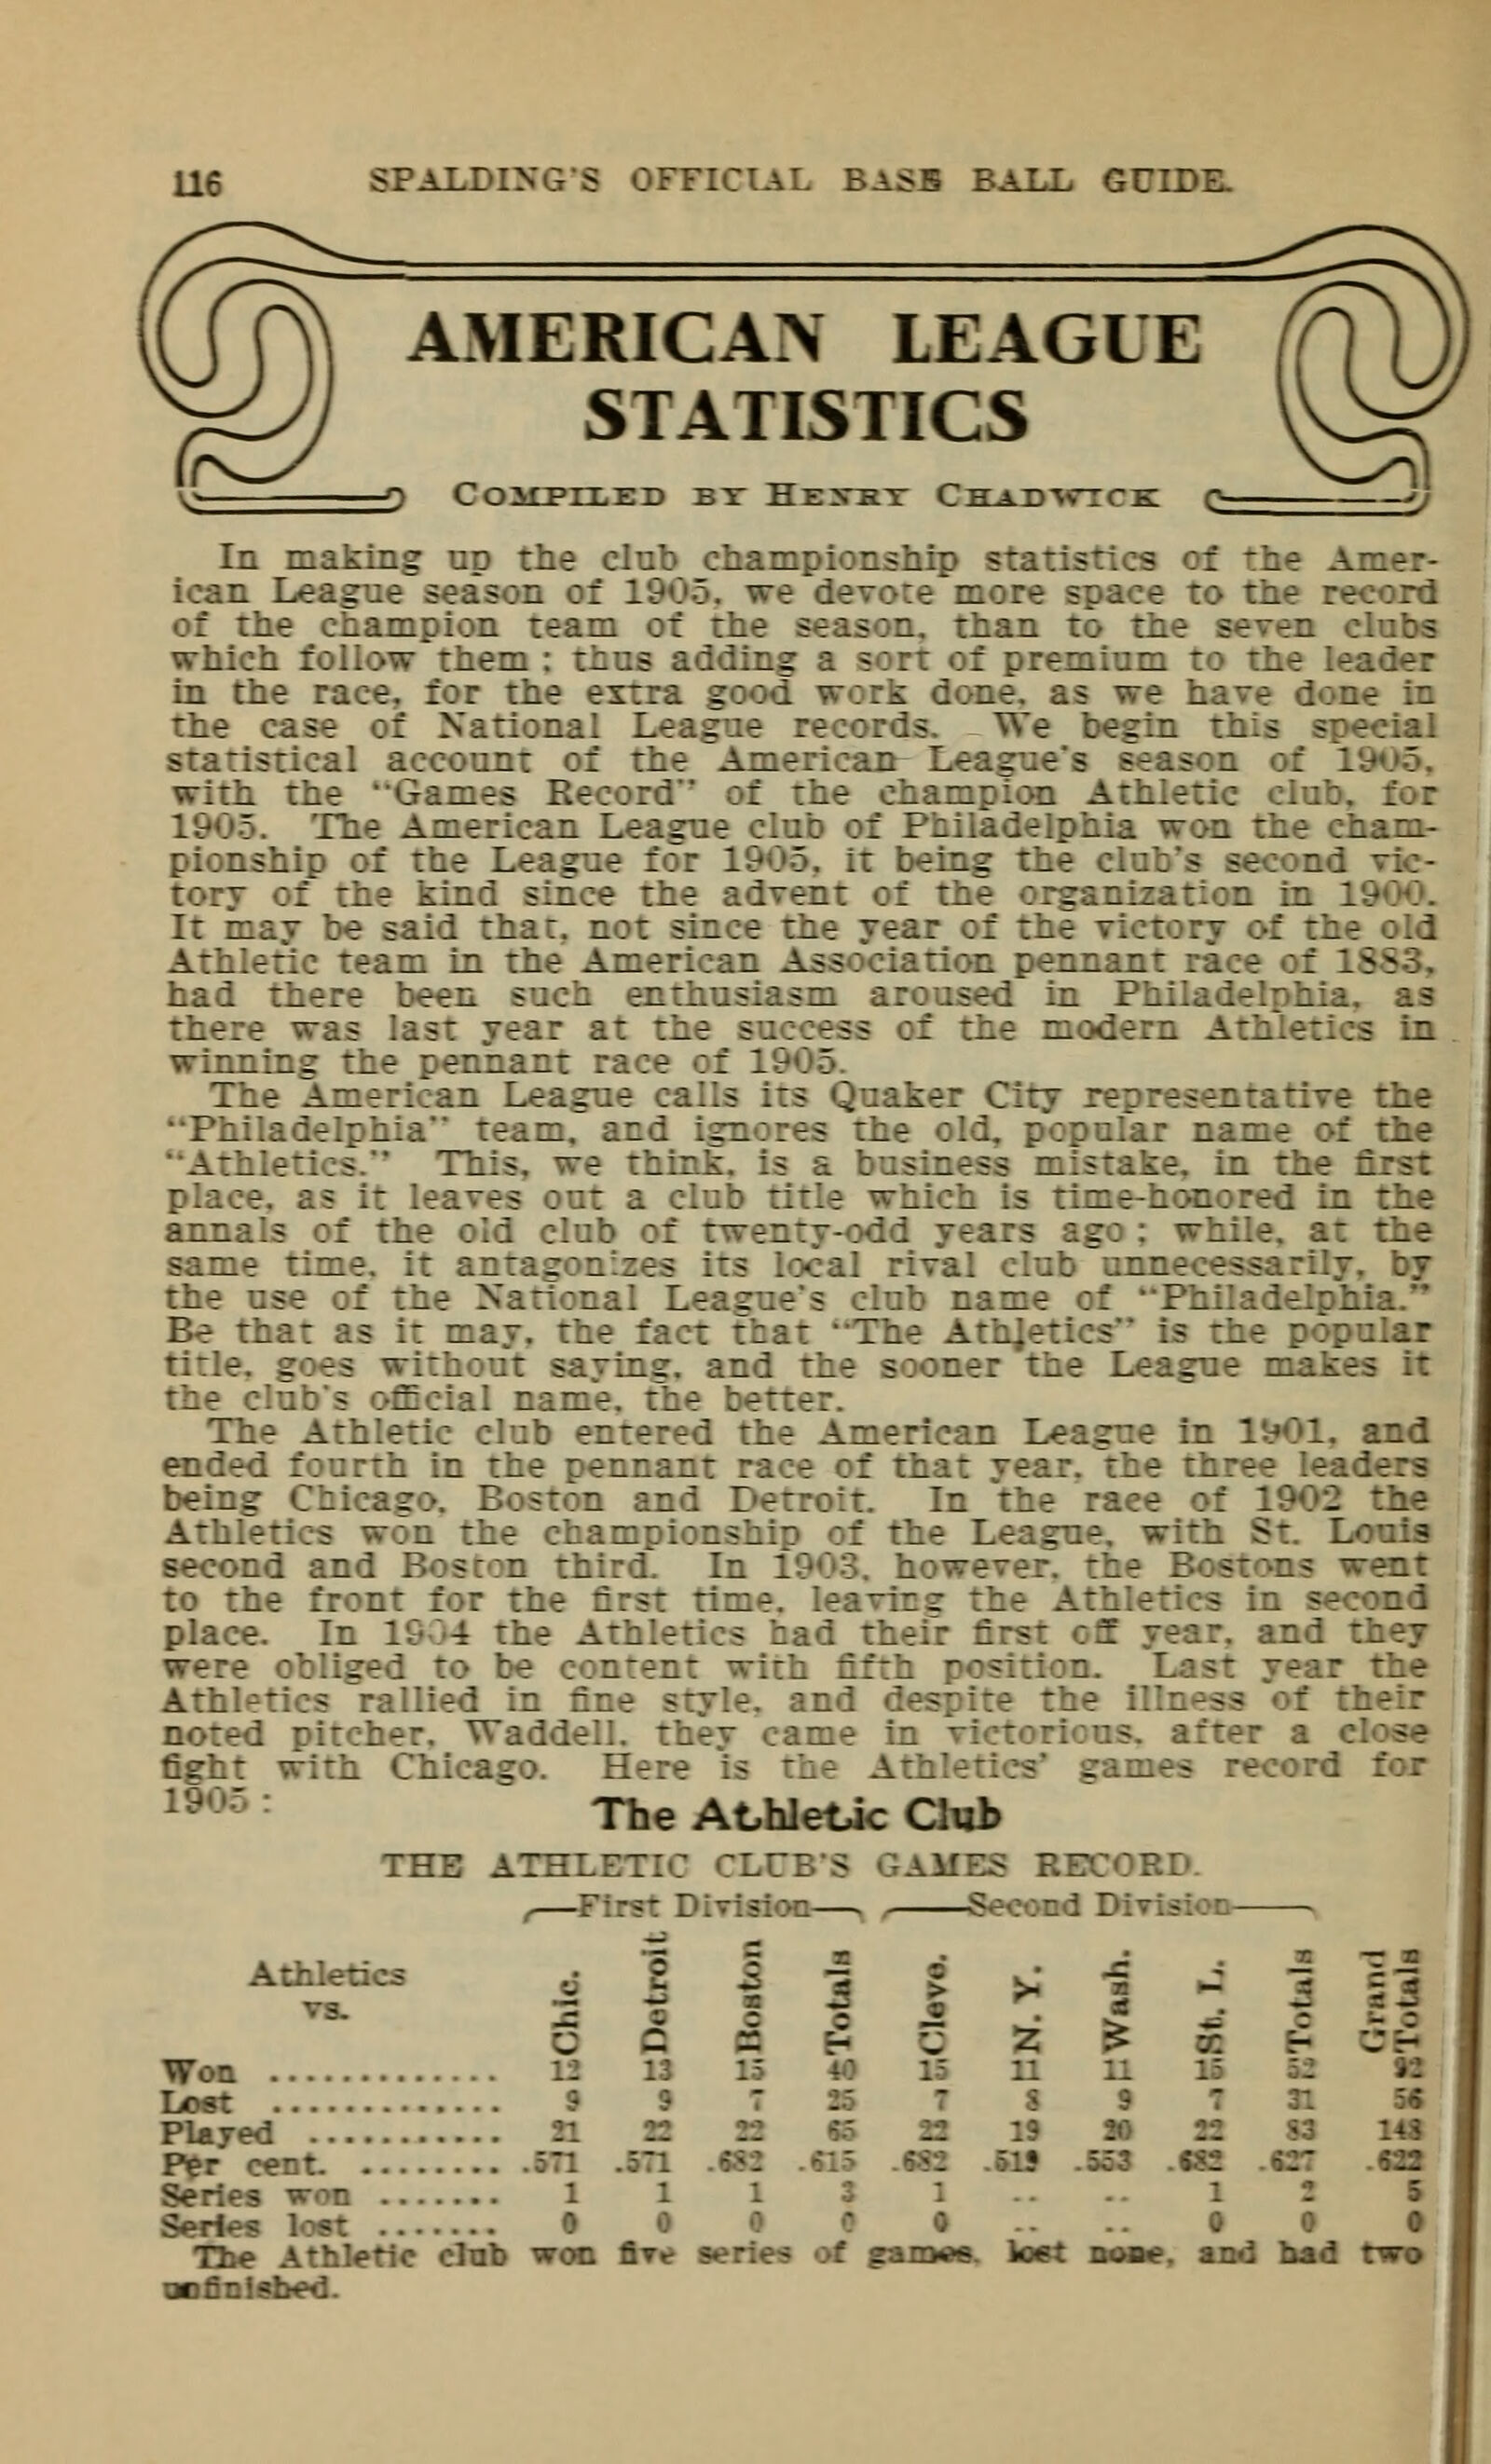 116 SPALDING'S OFFICIAL BASE BALL GUIDE.
AMERICAN LEAGUE
STATISTICS
COMPILED BY HENRY CHADWICK
In making up the club championship statistics of the Amer-
ican League season of 1905, we devote more space to the record
of the champion team of the season, than to the seven clubs
which follow them; thus adding a sort of premium to the leader
in the race, for the extra good work done, as we have done in
the case of National League records. We begin this special
statistical account of the American League's season of 1905,
with the "Games Record" of the champion Athletic club, for
1905. The American League club of Philadelphia won the cham-
pionship of the League for 1905, it being the club's second vic-
tory of the kind since the advent of the organization in 1900.
It may be said that, not since the year of the victory of the old
Athletic team in the American Association pennant race of 1883,
had there been such enthusiasm aroused in Philadelphia, as
there was last year at the success of the modern Athletics in
winning the pennant race of 1905.
The American League calls its Quaker City representative the
"Philadelphia" team, and ignores the old, popular name of the
"Athletics." This, we think, is a business mistake, in the first
place, as it leaves out a club title which is time-honored in the
annals of the old club of twenty-odd years ago; while, at the
same time, it antagonizes its local rival club unnecessarily, by
the use of the National League's club name of "Philadelphia."
Be that as it may, the fact that "The Athletics" is the popular
title, goes without saying, and the sooner the League makes it
the club's official name, the better.
The Athletic club entered the American League in 1901, and
ended fourth in the pennant race of that year, the three leaders
being Chicago, Boston and Detroit. In the race of 1902 the
Athletics won the championship of the League, with St. Louis
second and Boston third. In 1903, however, the Bostons went
to the front for the first time, leaving the Athletics in second
place. In 1904 the Athletics had their first off year, and they
were obliged to be content with fifth position. Last year the
Athletics rallied in fine style, and despite the illness of their
noted pitcher, Waddell, they came in victorious, after a close
fight with Chicago. Here is the Athletics' games record for
1905:
The Athletic Club
THE ATHLETIC CLUB'S GAMES RECORD.
First Division Second Division
Athletics vs. Chic. Detroit Boston Totals Cleve. N. Y. Wash. St. L. Totals Grand Totals
Won ............. 12 13 15 40 15 11 11 15 52 92
Lost ............. 9 9 7 25 7 8 9 7 31 56
Played ........... 21 22 22 65 22 19 20 22 83 148
Per cent. ........ .571 .571 .682 .615 .682 .519 .553 .682 .627 .622
Series won ....... 1 1 1 3 1 .. .. 1 2 5
Series lost ....... 0 0 0 0 0 .. .. 0 0 0
The Athletic club won five series of games, lost none, and had two
unfinished.